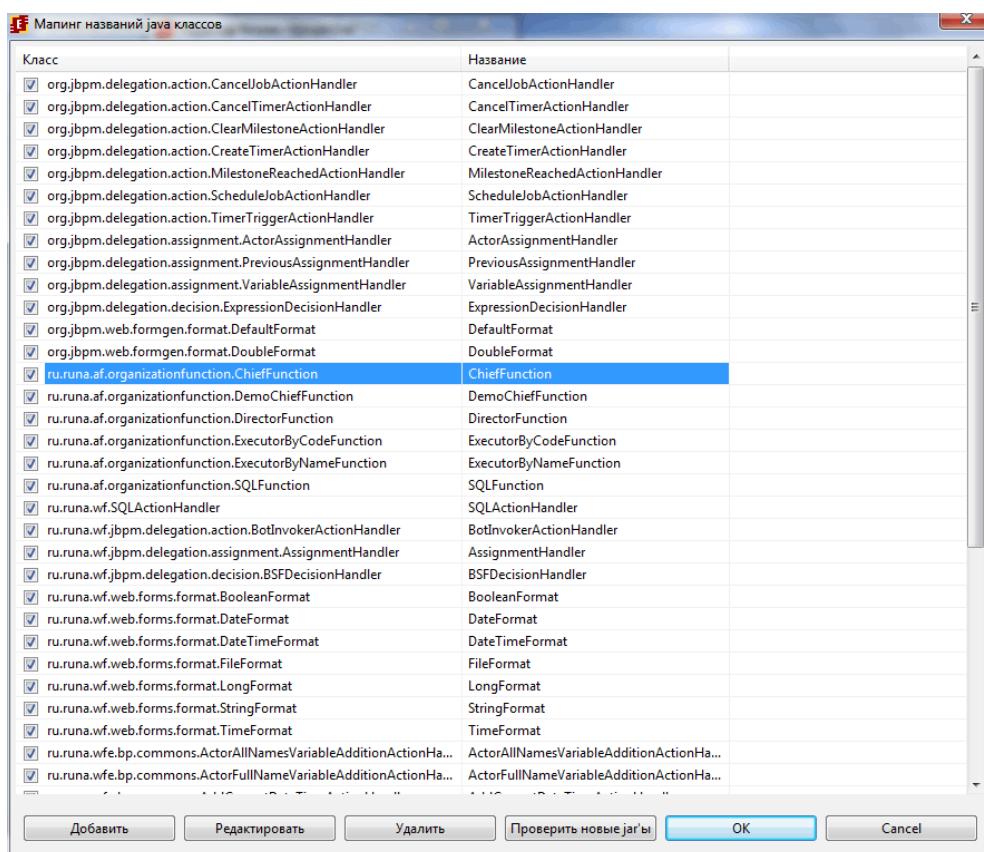 Мапинг названий java классов
Класс Название
org.jbpm.delegation.action.CancelJobActionHandler CancelJobActionHandler
org.jbpm.delegation.action.CancelTimerActionHandler CancelTimerActionHandler
org.jbpm.delegation.action.ClearMilestoneActionHandler ClearMilestoneActionHandler
org.jbpm.delegation.action.CreateTimerActionHandler CreateTimerActionHandler
org.jbpm.delegation.action.MilestoneReachedActionHandler MilestoneReachedActionHandler
org.jbpm.delegation.action.ScheduleJobActionHandler ScheduleJobActionHandler
org.jbpm.delegation.action.TimerTriggerActionHandler TimerTriggerActionHandler
org.jbpm.delegation.assignment.ActorAssignmentHandler ActorAssignmentHandler
org.jbpm.delegation.assignment.PreviousAssignmentHandler PreviousAssignmentHandler
org.jbpm.delegation.assignment.VariableAssignmentHandler VariableAssignmentHandler
org.jbpm.delegation.decision.ExpressionDecisionHandler ExpressionDecisionHandler
org.jbpm.web.formgen.format.DefaultFormat DefaultFormat
org.jbpm.web.formgen.format.DoubleFormat DoubleFormat
ru.runa.af.organizationfunction.ChiefFunction ChiefFunction
ru.runa.af.organizationfunction.DemoChiefFunction DemoChiefFunction
ru.runa.af.organizationfunction.DirectorFunction DirectorFunction
ru.runa.af.organizationfunction.ExecutorByCodeFunction ExecutorByCodeFunction
ru.runa.af.organizationfunction.ExecutorByNameFunction ExecutorByNameFunction
ru.runa.af.organizationfunction.SQLFunction SQLFunction
ru.runa.wf.SQLActionHandler SQLActionHandler
ru.runa.wf.jbpm.delegation.action.BotInvokerActionHandler BotInvokerActionHandler
ru.runa.wf.jbpm.delegation.assignment.AssignmentHandler AssignmentHandler
ru.runa.wf.jbpm.delegation.decision.BSFDecisionHandler BSFDecisionHandler
ru.runa.wf.web.forms.format.BooleanFormat BooleanFormat
ru.runa.wf.web.forms.format.DateFormat DateFormat
ru.runa.wf.web.forms.format.DateTimeFormat DateTimeFormat
ru.runa.wf.web.forms.format.FileFormat FileFormat
ru.runa.wf.web.forms.format.LongFormat LongFormat
ru.runa.wf.web.forms.format.StringFormat StringFormat
ru.runa.wf.web.forms.format.TimeFormat TimeFormat
ru.runa.wfe.bp.commons.ActorAllNamesVariableAdditionActionHa... ActorAllNamesVariableAdditionActionHa...
ru.runa.wfe.bp.commons.ActorFullNameVariableAdditionActionHa... ActorFullNameVariableAdditionActionHa...
Добавить Редактировать Удалить Проверить новые jar'ы OK Cancel